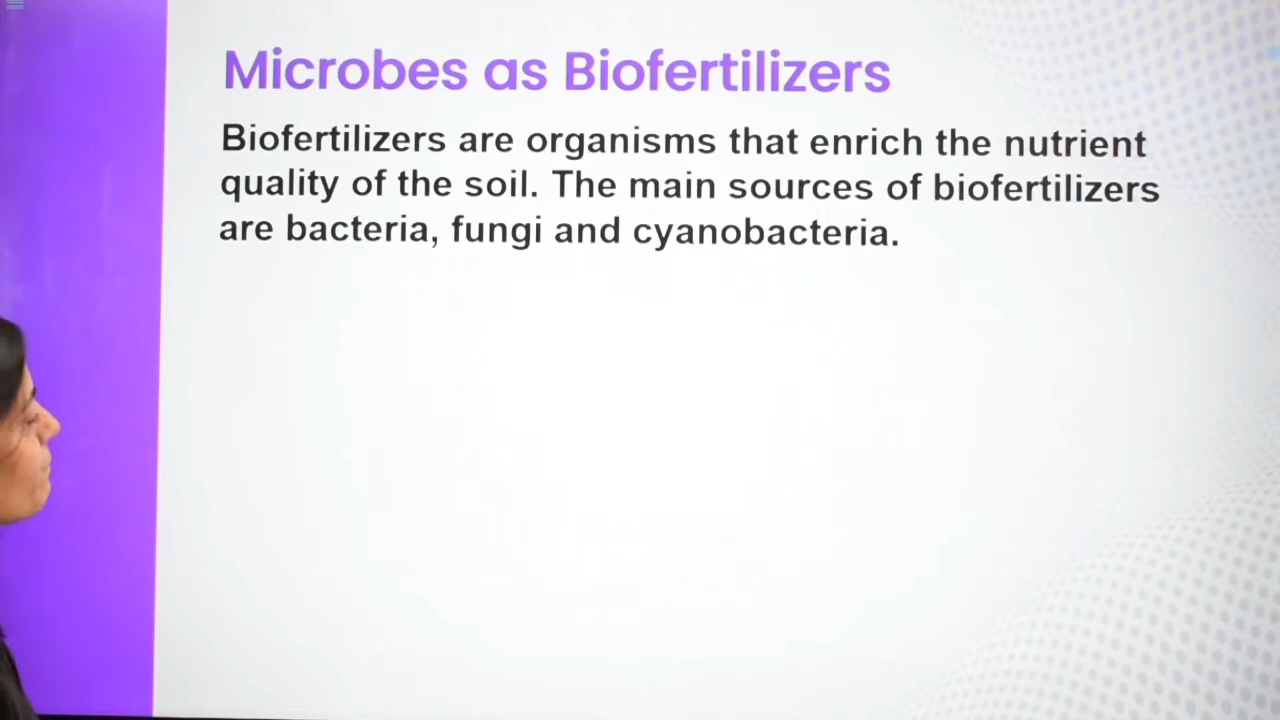 Microbes as Biofertilizers
Biofertilizers are organisms that enrich the nutrient
quality of the soil. The main sources of biofertilizers
are bacteria, fungi and cyanobacteria.